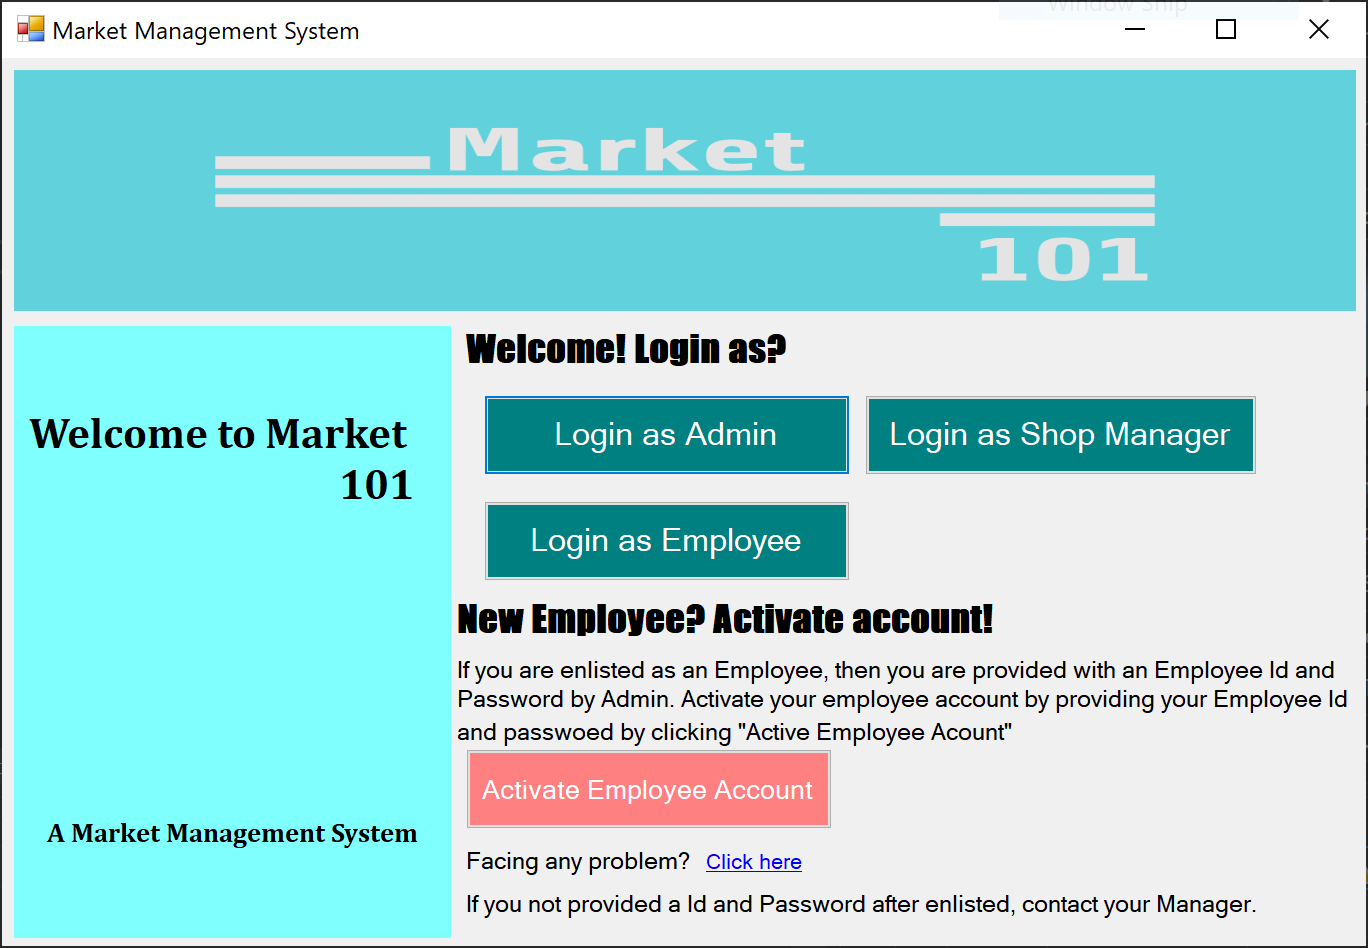 Window Snip
Market Management System
Market
101
Welcome to Market
101
A Market Management System
Welcome! Login as?
Login as Admin
Login as Shop Manager
Login as Employee
New Employee? Activate account!
If you are enlisted as an Employee, then you are provided with an Employee Id and
Password by Admin. Activate your employee account by providing your Employee Id
and passwoed by clicking "Active Employee Acount"
Activate Employee Account
Facing any problem? Click here
If you not provided a Id and Password after enlisted, contact your Manager.